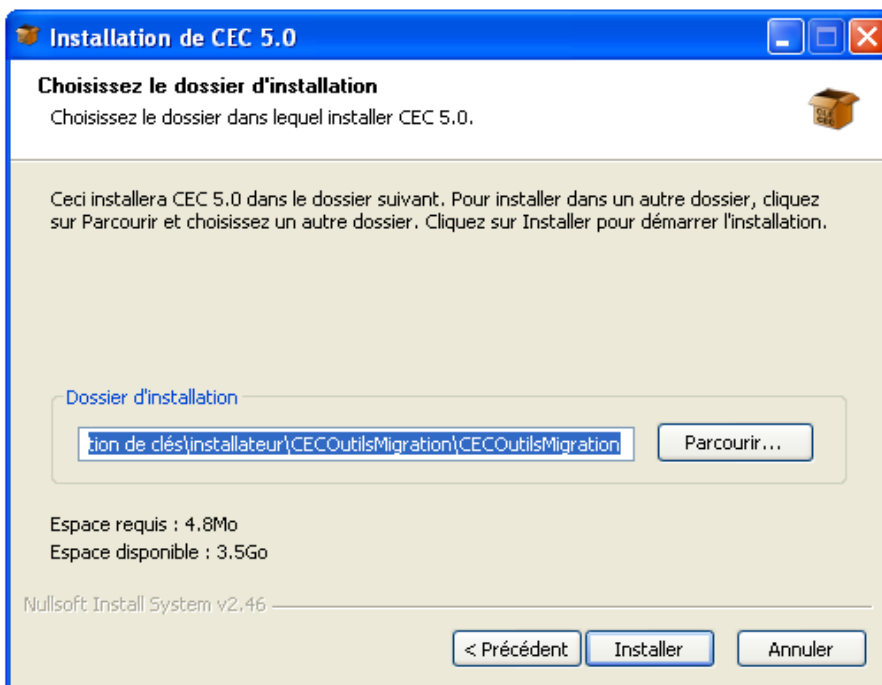 Installation de CEC 5.0
Choisissez le dossier d'installation
Choisissez le dossier dans lequel installer CEC 5.0.
Ceci installera CEC 5.0 dans le dossier suivant. Pour installer dans un autre dossier, cliquez
sur Parcourir et choisissez un autre dossier. Cliquez sur Installer pour démarrer l'installation.
Dossier d'installation
tion de clés\installateur\CECOutilsMigration\CECOutilsMigration
Parcourir...
Espace requis : 4.8Mo
Espace disponible : 3.5Go
Nullsoft Install System v2.46
< Précédent
Installer
Annuler